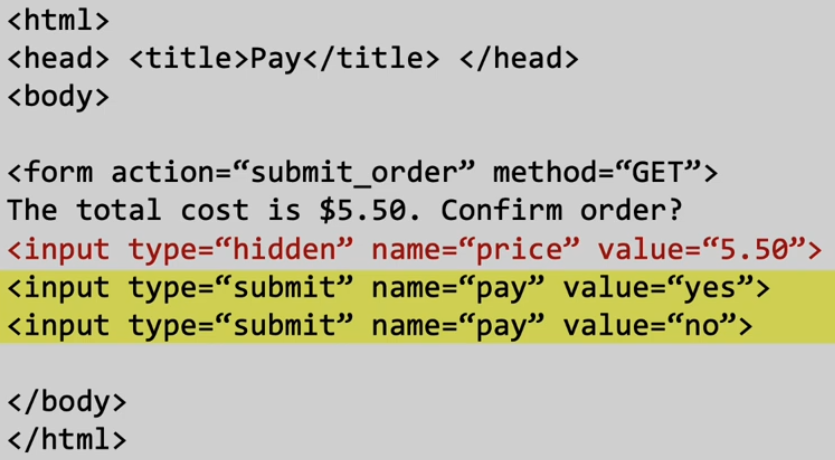 <html>
<head> <title>Pay</title> </head>
<body>
<form action=“submit_order” method=“GET”>
The total cost is $5.50. Confirm order?
<input type=“hidden” name=“price” value=“5.50”>
<input type=“submit” name=“pay” value=“yes”>
<input type=“submit” name=“pay” value=“no”>
</body>
</html>